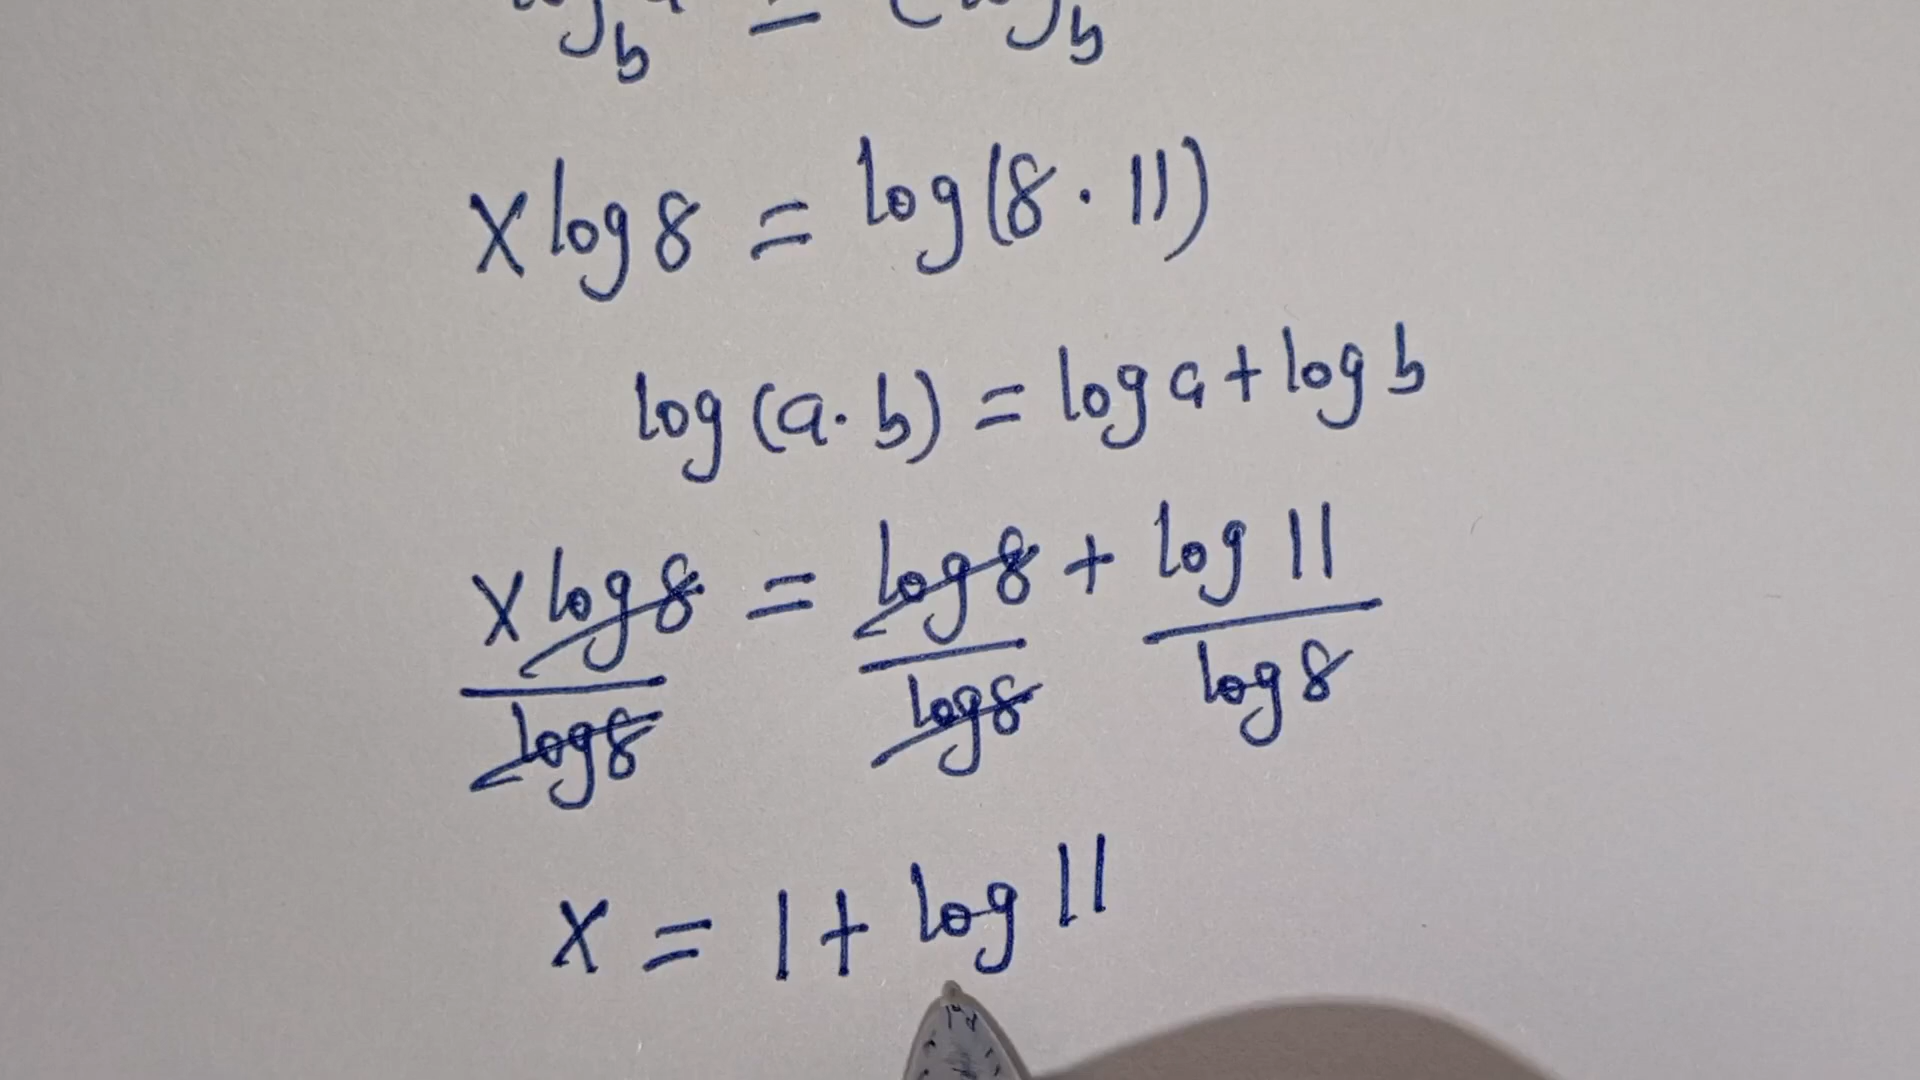 x log 8 = log(8 · 11)
log (a · b) = log a + log b
x log 8 / log 8 = log 8 / log 8 + log 11 / log 8
x = 1 + log 11